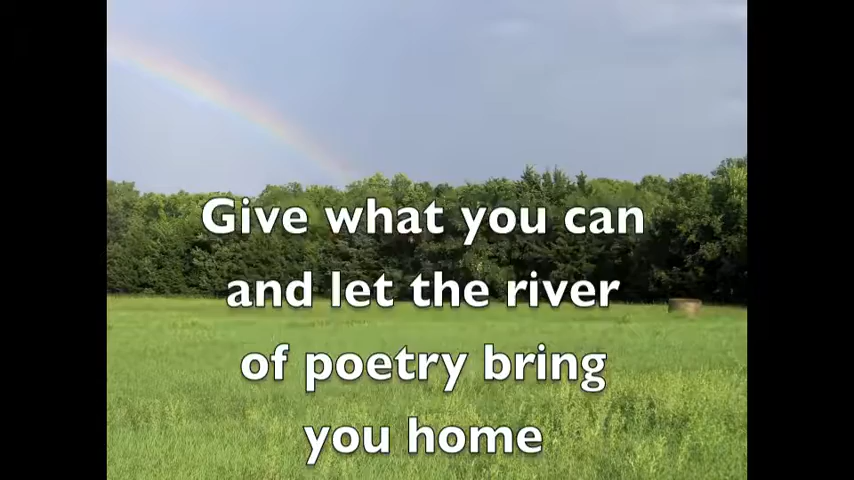 Give what you can
and let the river
of poetry bring
you home